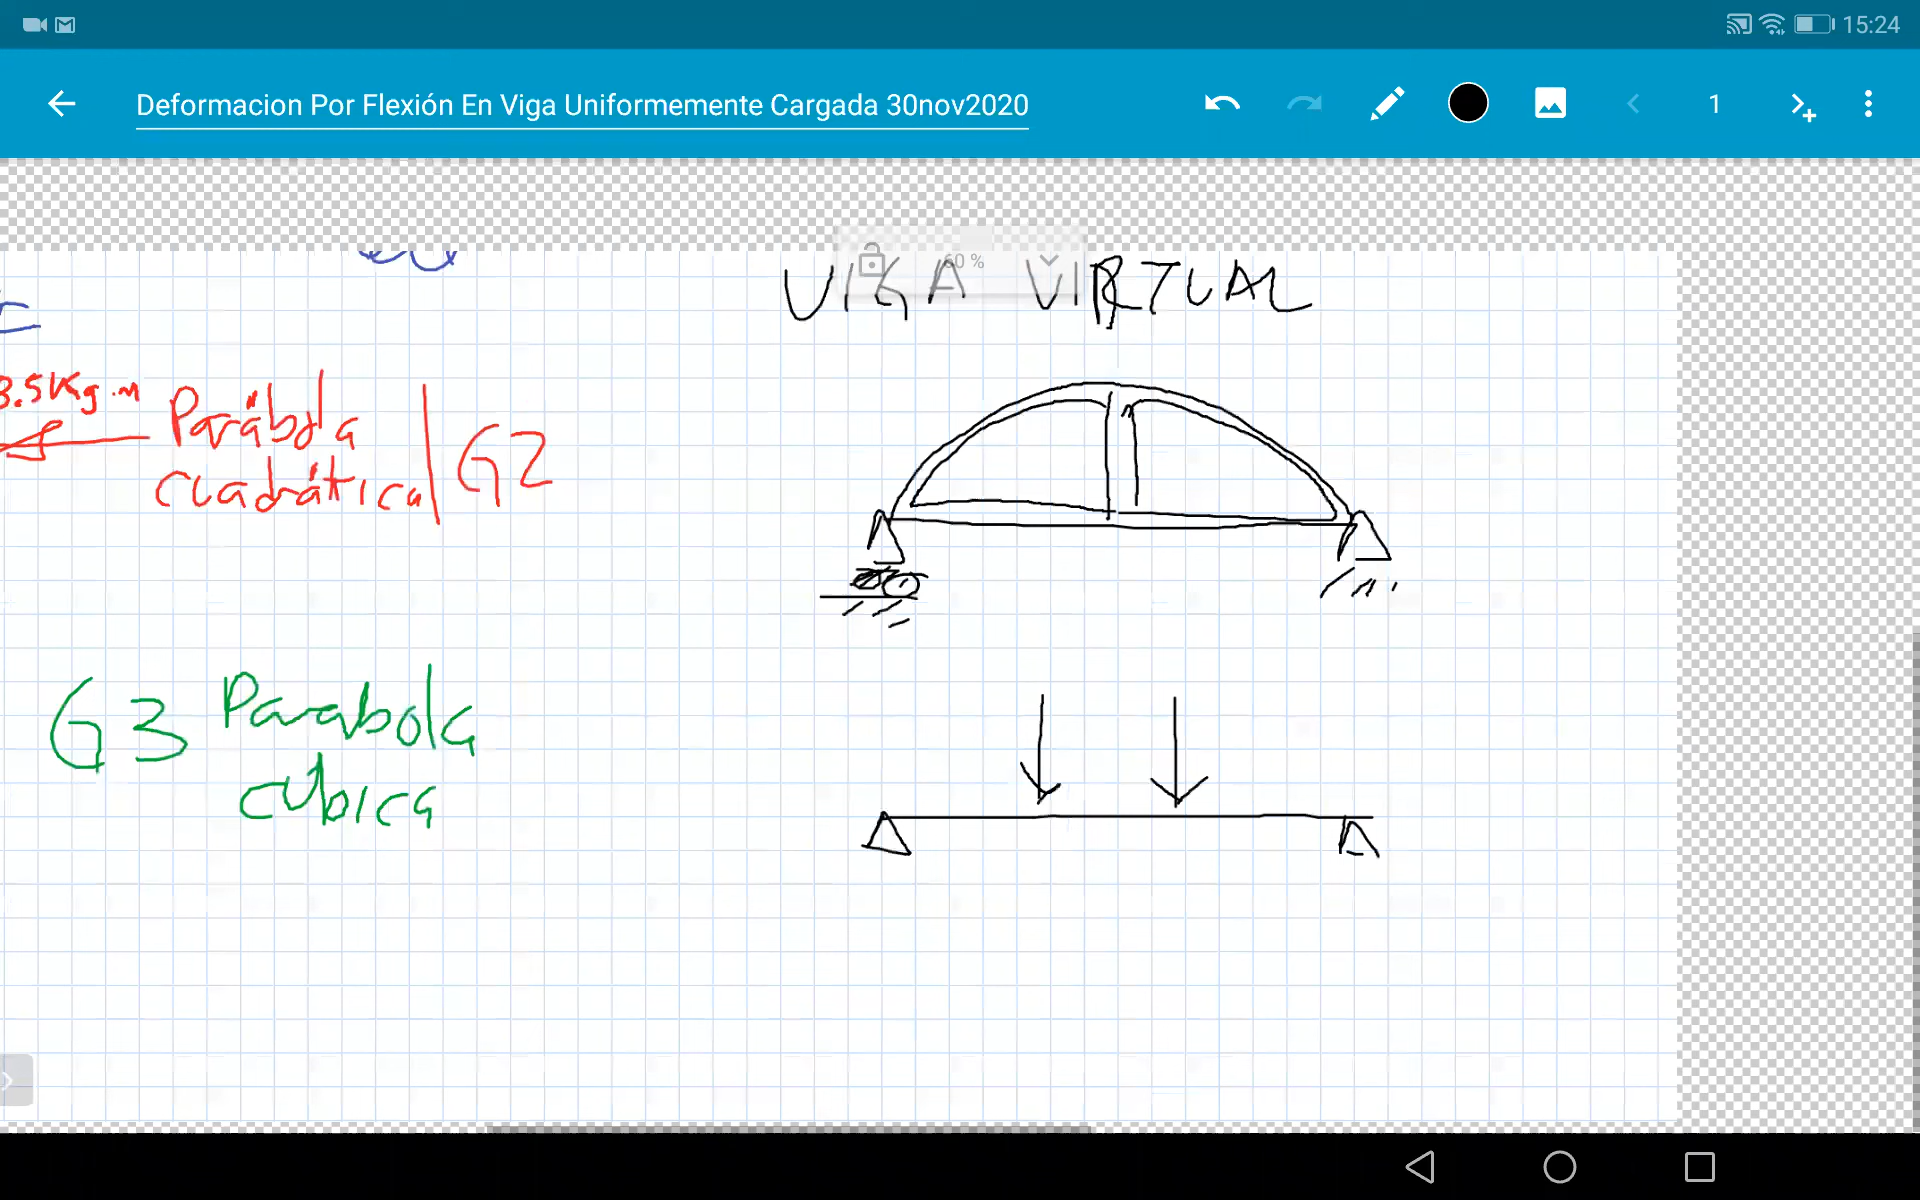 15:24
Deformacion Por Flexión En Viga Uniformemente Cargada 30nov2020
1
60 %
VIGA VIRTUAL
3.5Kg.m
Parábola
cuadrática G2
G3 Parabola
cubica